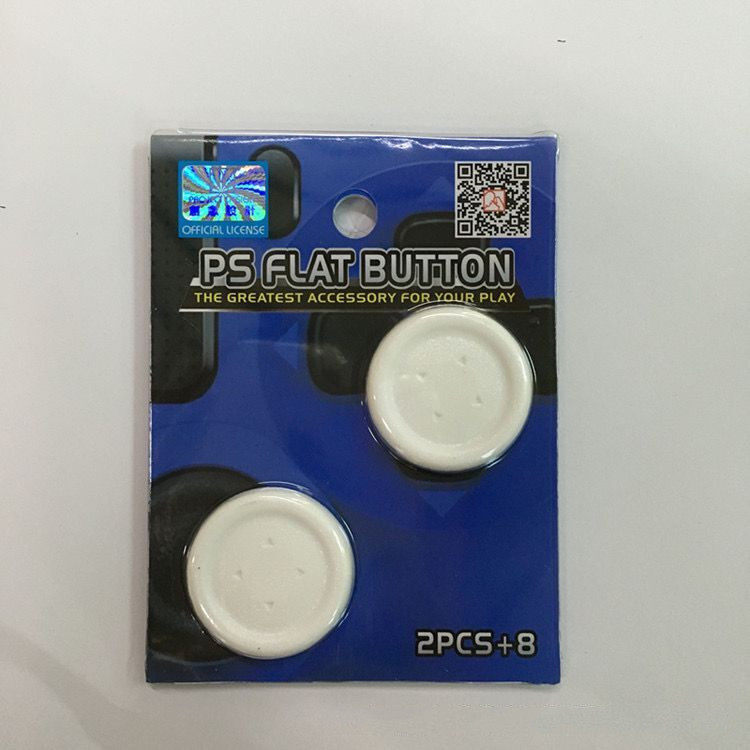 OFFICIAL LICENSE
PS FLAT BUTTON
THE GREATEST ACCESSORY FOR YOUR PLAY
2PCS+8